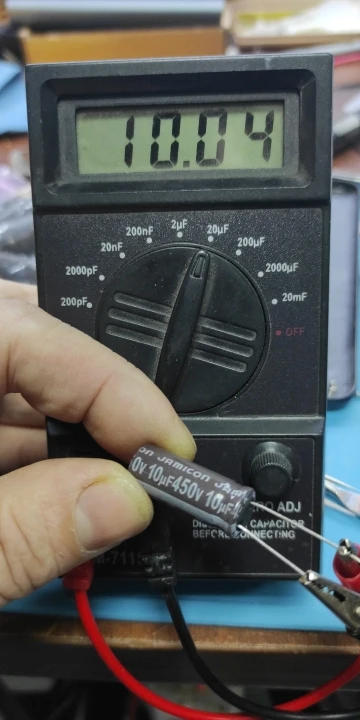 10.04
2µF
200nF
20µF
20nF
200µF
2000pF
2000µF
200pF
20mF
OFF
JAMICON
0V 10µF450V 10µF
ADJ
CAPACITOR
BEFORE CONNECTING